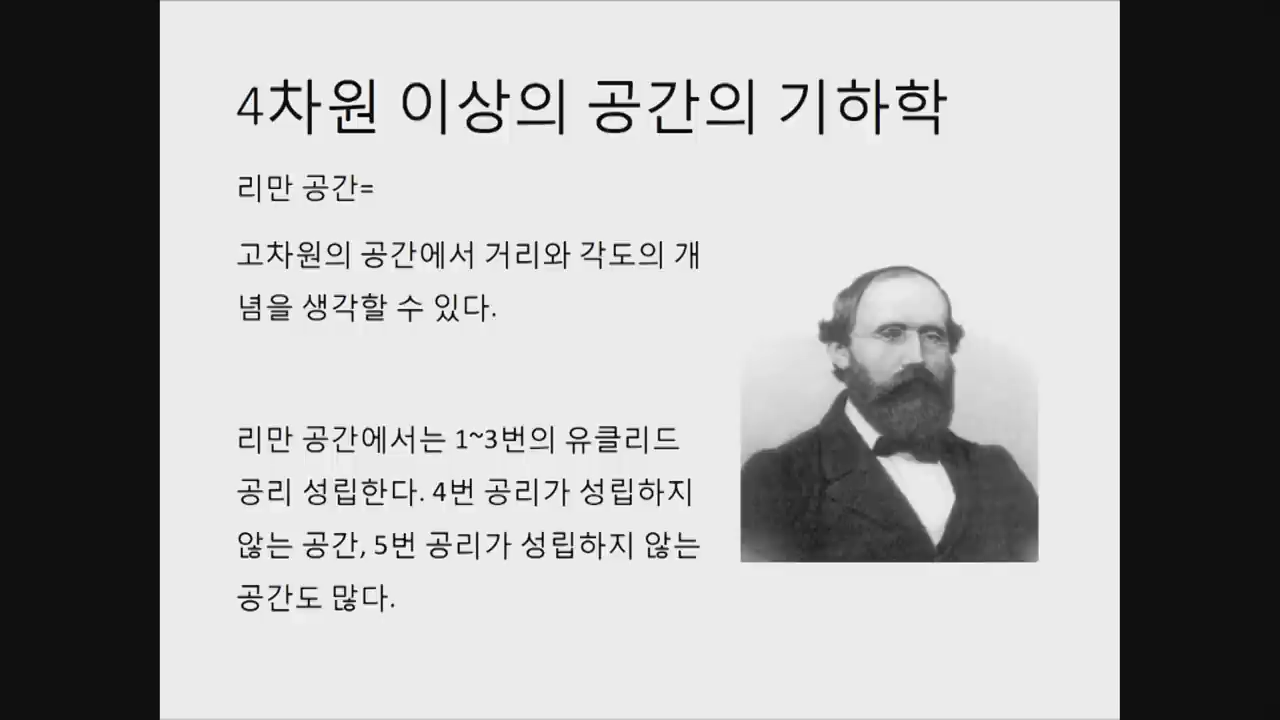 4차원 이상의 공간의 기하학
리만 공간=
고차원의 공간에서 거리와 각도의 개
념을 생각할 수 있다.
리만 공간에서는 1~3번의 유클리드
공리 성립한다. 4번 공리가 성립하지
않는 공간, 5번 공리가 성립하지 않는
공간도 많다.